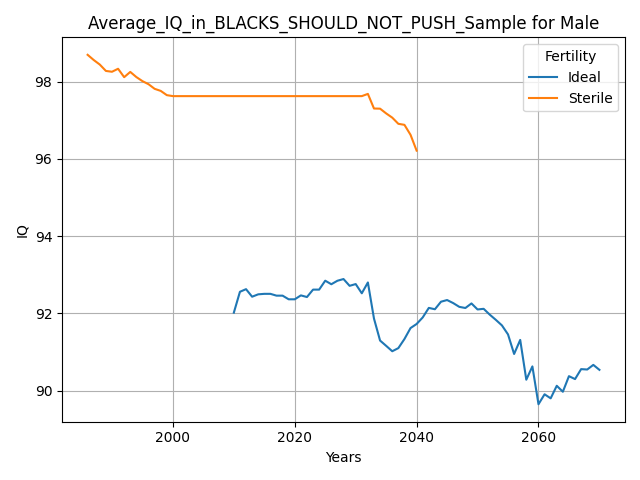 Average_IQ_in_BLACKS_SHOULD_NOT_PUSH_Sample for Male
Fertility
Ideal
Sterile
98
96
94
92
90
IQ
2000
2020
2040
2060
Years